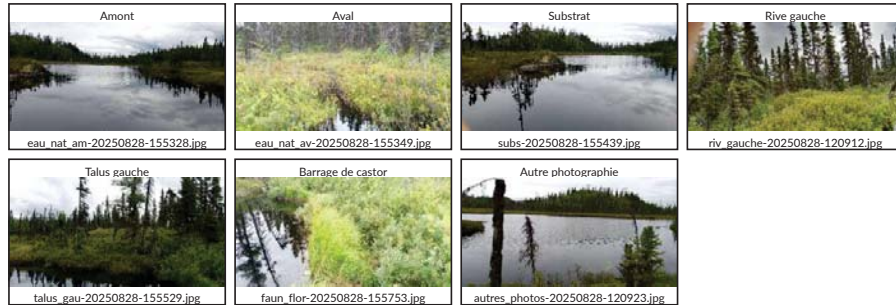 Amont
Aval
Substrat
Rive gauche
eau_nat_am-20250828-155328.jpg
eau_nat_av-20250828-155349.jpg
subs-20250828-155439.jpg
riv_gauche-20250828-120912.jpg
Talus gauche
Barrage de castor
Autre photographie
talus_gau-20250828-155529.jpg
faun_flor-20250828-155753.jpg
autres_photos-20250828-120923.jpg